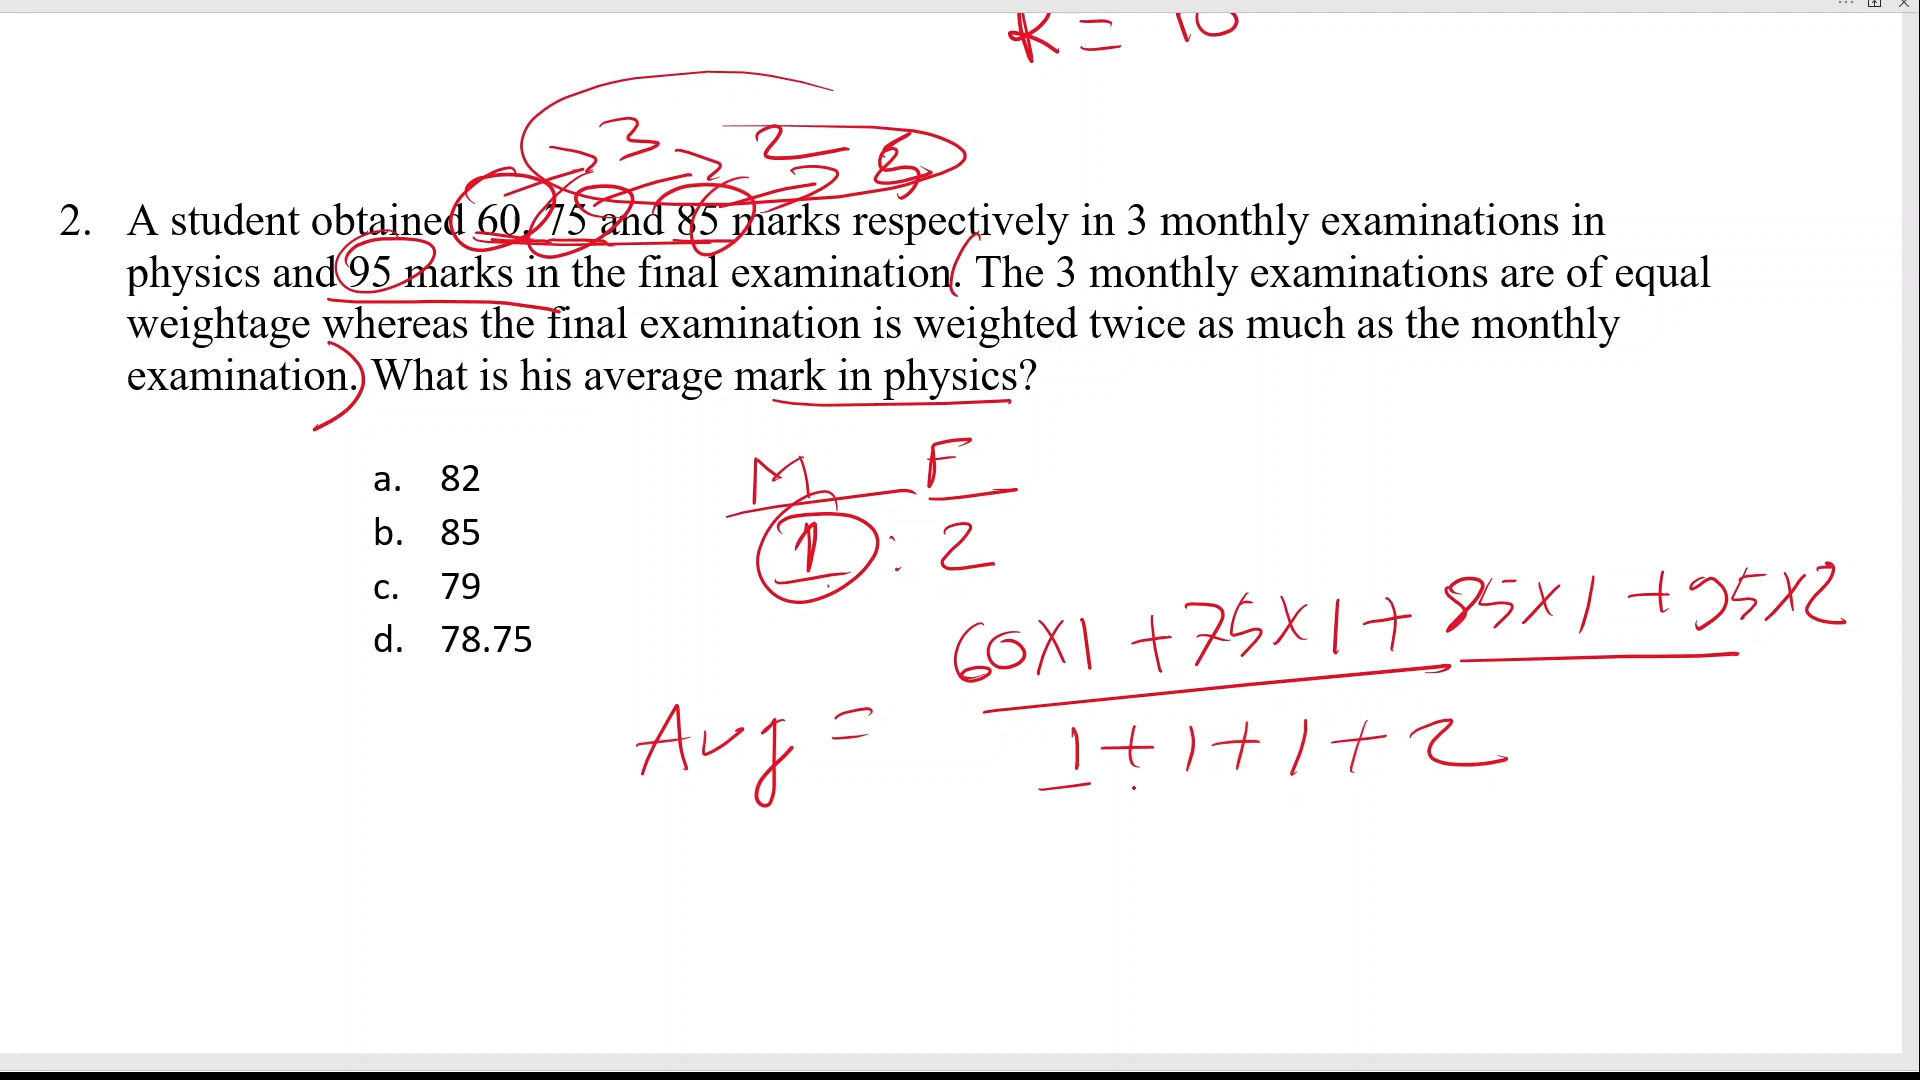 R = 10
3 2 5
2. A student obtained 60, 75 and 85 marks respectively in 3 monthly examinations in
physics and 95 marks in the final examination. The 3 monthly examinations are of equal
weightage whereas the final examination is weighted twice as much as the monthly
examination. What is his average mark in physics?
a. 82
b. 85
c. 79
d. 78.75
M F
1 : 2
60X1 + 75X1 + 85X1 + 95X2
Avg =
1 + 1 + 1 + 2